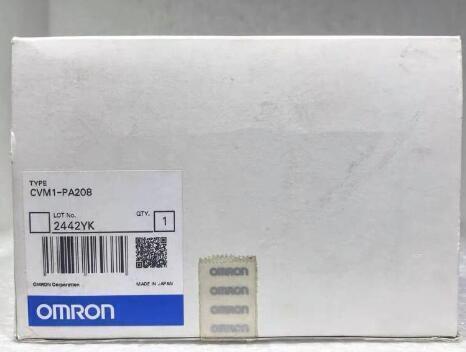 TYPE
CVM1-PA208
LOT No.
QTY.
2442YK
1
OMRON Corporation
MADE IN JAPAN
OMRON
OMRON
OMRON
OMRON
OMRON